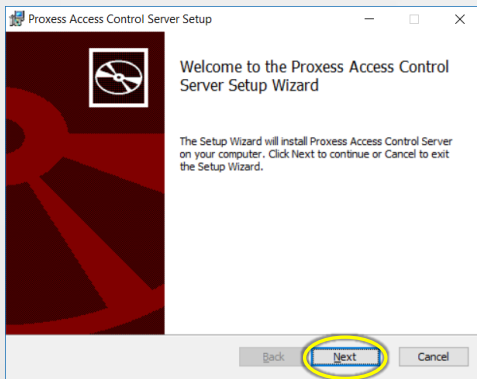 Proxess Access Control Server Setup
Welcome to the Proxess Access Control
Server Setup Wizard
The Setup Wizard will install Proxess Access Control Server
on your computer. Click Next to continue or Cancel to exit
the Setup Wizard.
Back Next Cancel